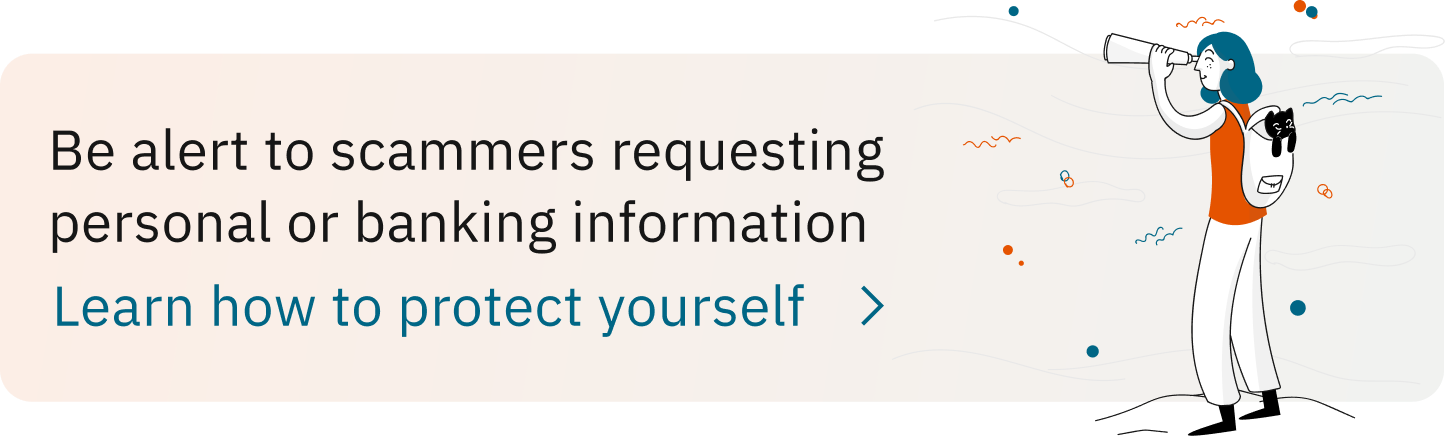 Be alert to scammers requesting
personal or banking information
Learn how to protect yourself